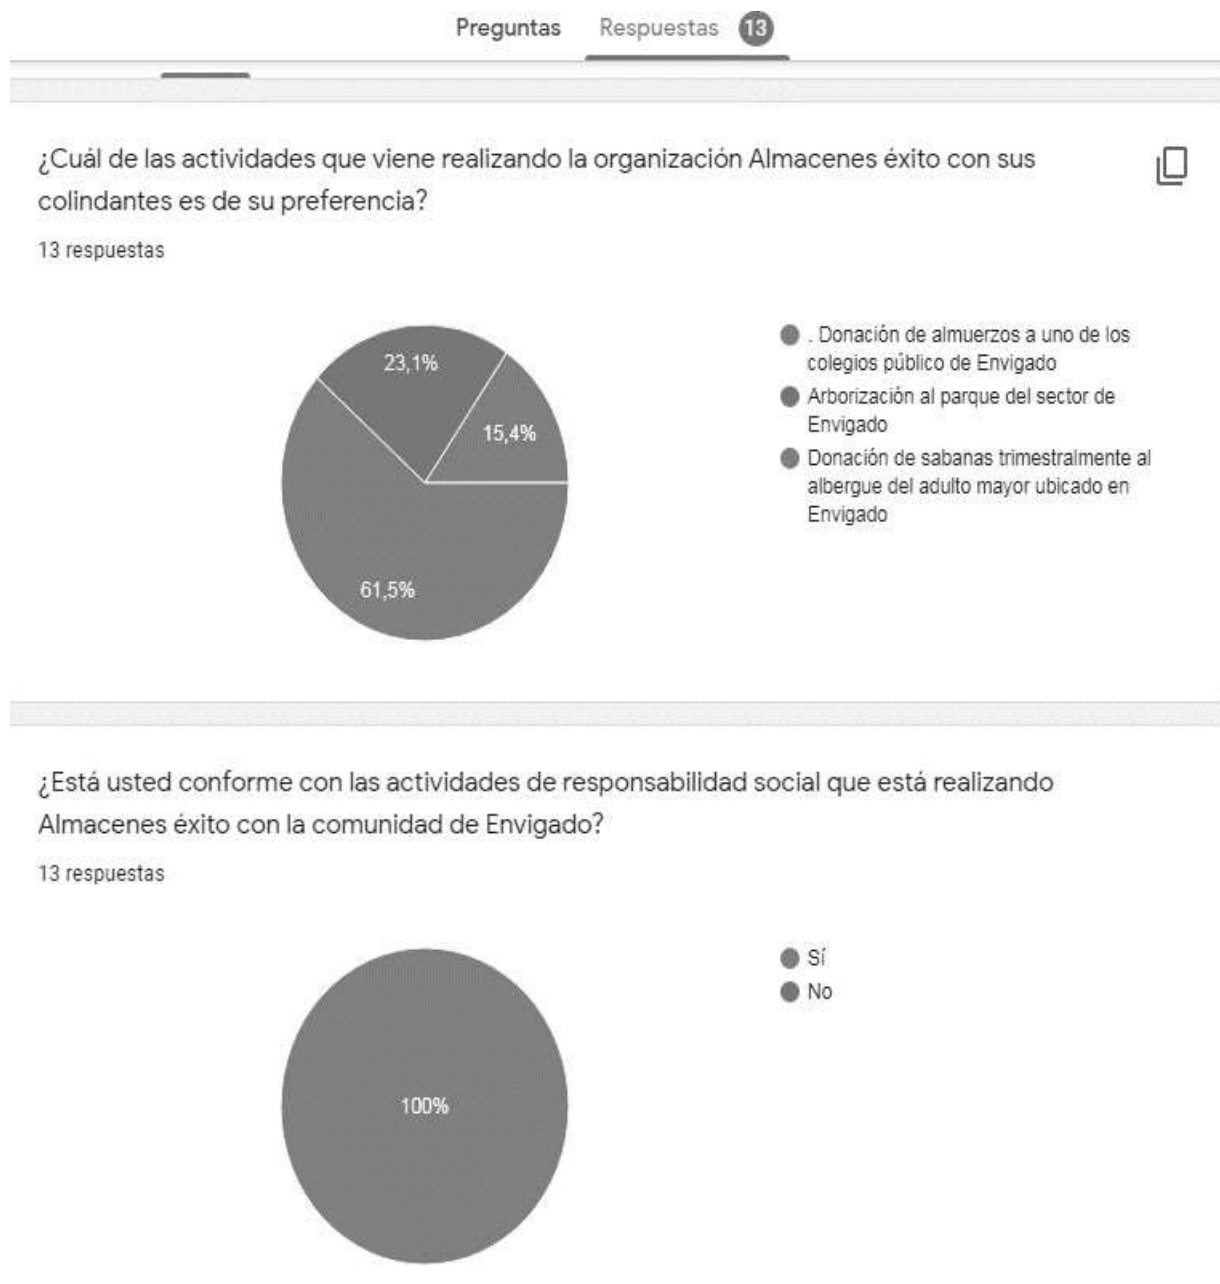 Preguntas Respuestas 13
¿Cuál de las actividades que viene realizando la organización Almacenes éxito con sus
colindantes es de su preferencia?
13 respuestas
23,1%
15,4%
61,5%
. Donación de almuerzos a uno de los
colegios público de Envigado
Arborización al parque del sector de
Envigado
Donación de sabanas trimestralmente al
albergue del adulto mayor ubicado en
Envigado
¿Está usted conforme con las actividades de responsabilidad social que está realizando
Almacenes éxito con la comunidad de Envigado?
13 respuestas
100%
Sí
No